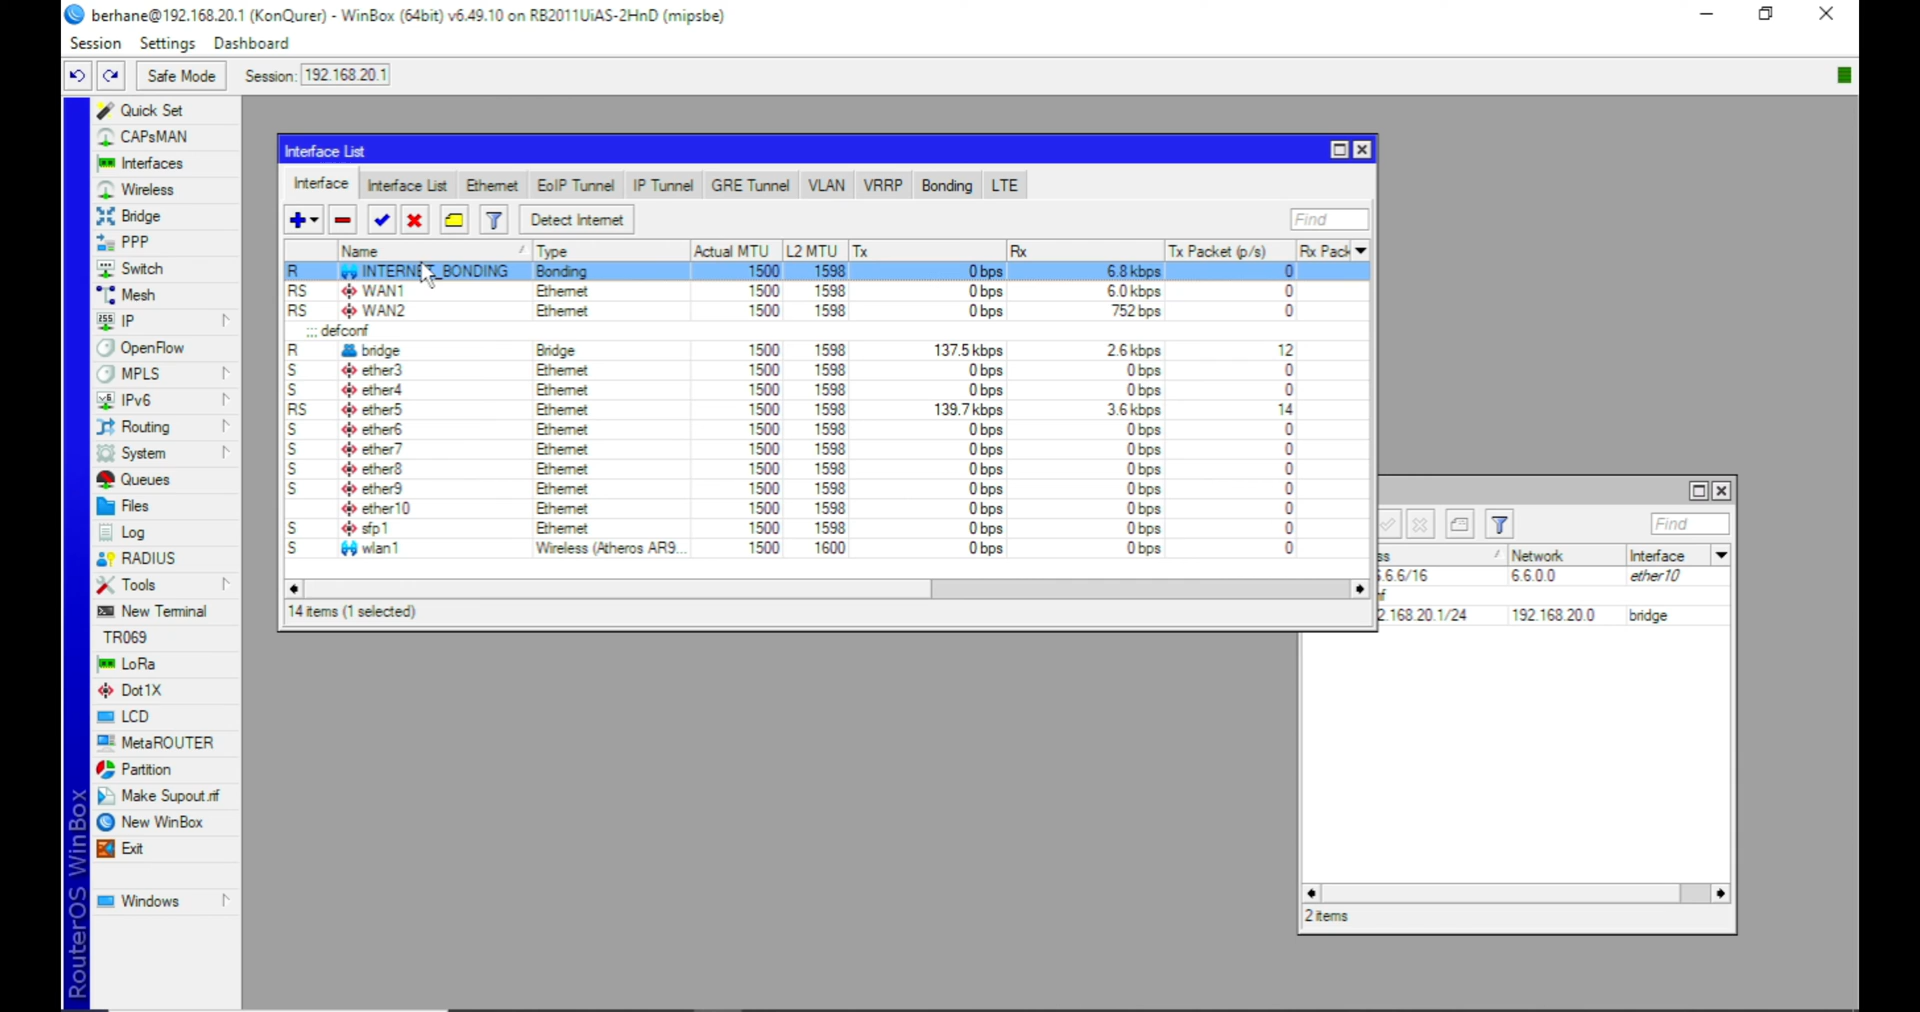 berhane@192.168.20.1 (KonQurer) - WinBox (64bit) v6.49.10 on RB2011UiAS-2HnD (mipsbe)
Session Settings Dashboard
Safe Mode Session: 192.168.20.1
Quick Set
CAPsMAN
Interfaces
Wireless
Bridge
PPP
Switch
Mesh
IP
OpenFlow
MPLS
IPv6
Routing
System
Queues
Files
Log
RADIUS
Tools
New Terminal
TR069
LoRa
Dot1X
LCD
MetaROUTER
Partition
Make Supout.rif
New WinBox
Exit
Windows
RouterOS WinBox
Interface List
Interface Interface List Ethernet EoIP Tunnel IP Tunnel GRE Tunnel VLAN VRRP Bonding LTE
Detect Internet Find
Name Type Actual MTU L2 MTU Tx Rx Tx Packet (p/s) Rx Pack
R INTERNET_BONDING Bonding 1500 1598 0 bps 6.8 kbps 0
RS WAN1 Ethernet 1500 1598 0 bps 6.0 kbps 0
RS WAN2 Ethernet 1500 1598 0 bps 752 bps 0
::: defconf
R bridge Bridge 1500 1598 137.5 kbps 2.6 kbps 12
S ether3 Ethernet 1500 1598 0 bps 0 bps 0
S ether4 Ethernet 1500 1598 0 bps 0 bps 0
RS ether5 Ethernet 1500 1598 139.7 kbps 3.6 kbps 14
S ether6 Ethernet 1500 1598 0 bps 0 bps 0
S ether7 Ethernet 1500 1598 0 bps 0 bps 0
S ether8 Ethernet 1500 1598 0 bps 0 bps 0
S ether9 Ethernet 1500 1598 0 bps 0 bps 0
ether10 Ethernet 1500 1598 0 bps 0 bps 0
S sfp1 Ethernet 1500 1598 0 bps 0 bps 0
S wlan1 Wireless (Atheros AR9... 1500 1600 0 bps 0 bps 0
14 items (1 selected)
Find
ss Network Interface
.6.6/16 6.6.0.0 ether10
nf
2.168.20.1/24 192.168.20.0 bridge
2 items